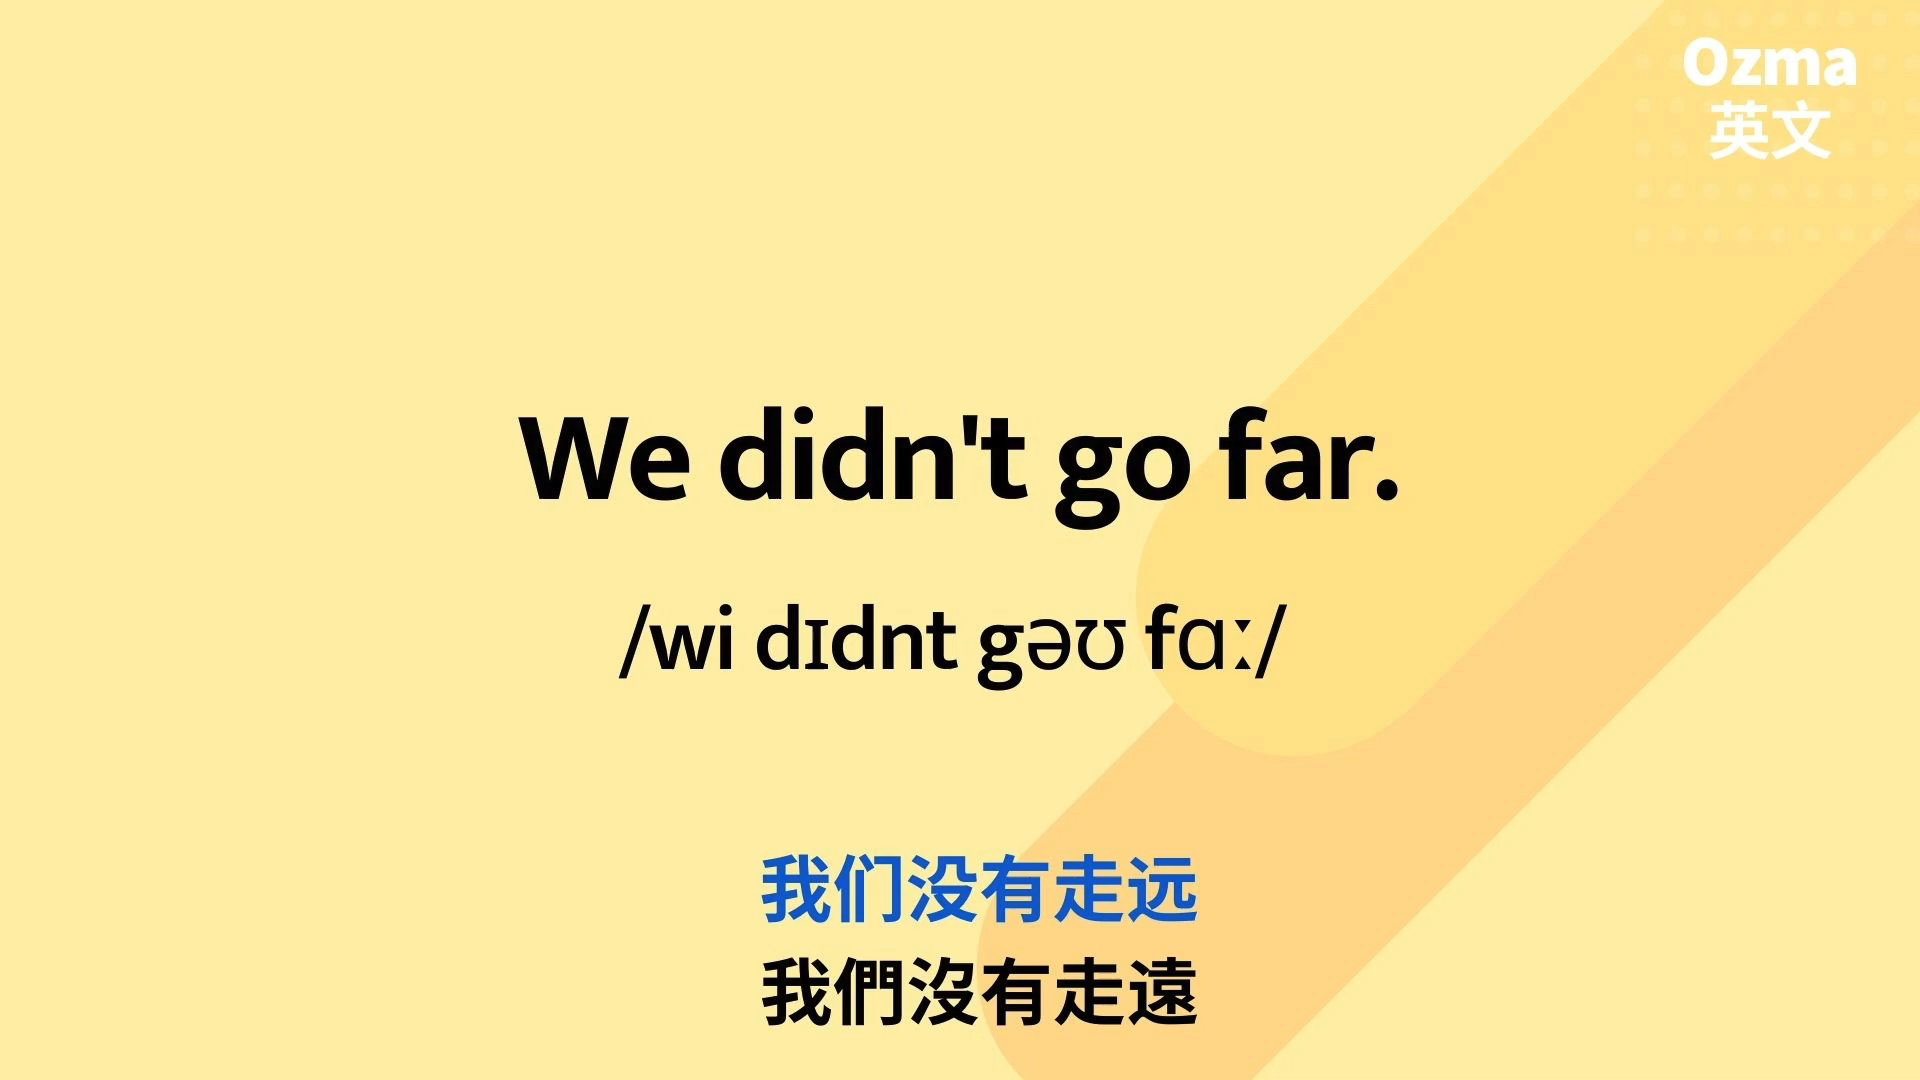 Ozma
英文
We didn't go far.
/wi dɪdnt gəʊ fɑː/
我们没有走远
我們沒有走遠